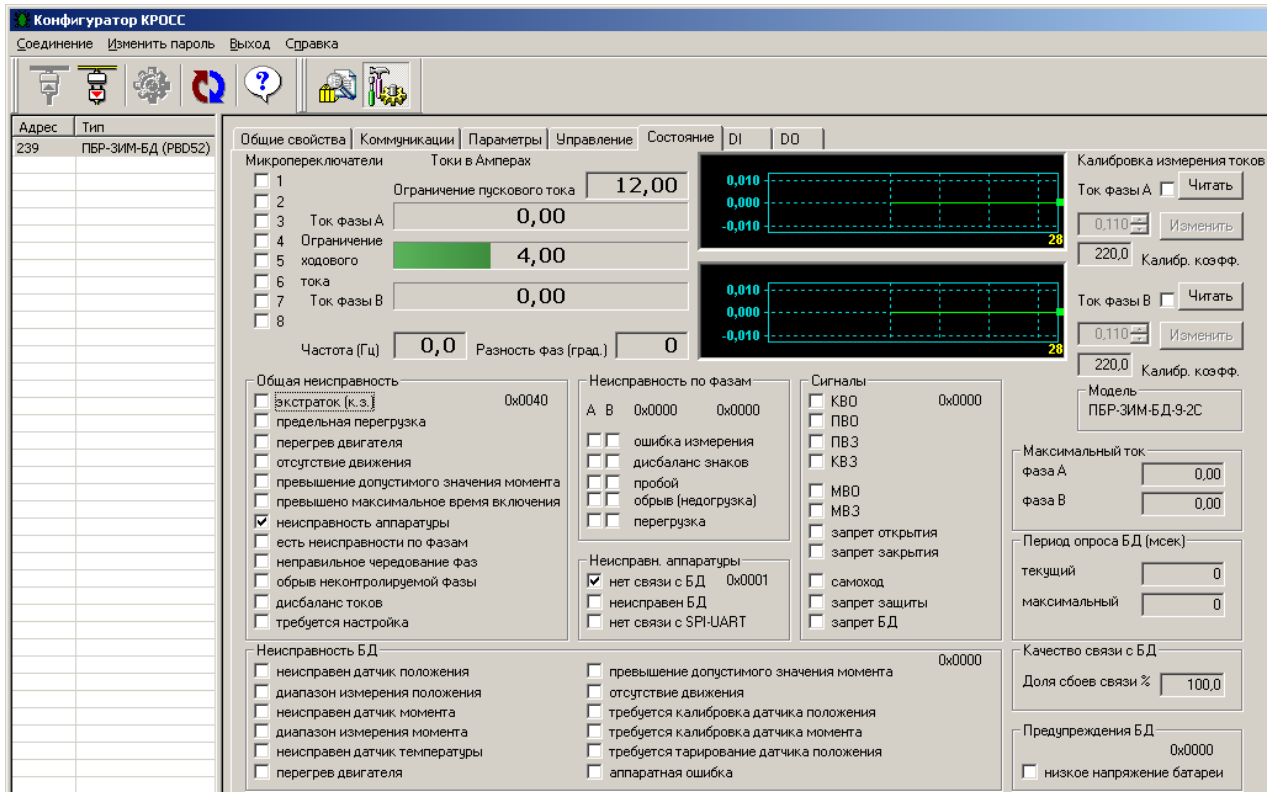 Конфигуратор КРОСС
Соединение Изменить пароль Выход Справка
Адрес Тип
239 ПБР-ЗИМ-БД (PBD52)
Общие свойства Коммуникации Параметры Управление Состояние DI DO
Микропереключатели Токи в Амперах
1
2
3
4
5
6
7
8
Ограничение пускового тока 12,00
Ток фазы А 0,00
Ограничение ходового тока 4,00
Ток фазы В 0,00
Частота (Гц) 0,0 Разность фаз (град.) 0
0,010
0,000
-0,010
28
0,010
0,000
-0,010
28
Калибровка измерения токов
Ток фазы А Читать
0,110 Изменить
220,0 Калибр. коэфф.
Ток фазы В Читать
0,110 Изменить
220,0 Калибр. коэфф.
Модель
ПБР-ЗИМ-БД-9-2С
Общая неисправность
экстраток (к.з.) 0x0040
предельная перегрузка
перегрев двигателя
отсутствие движения
превышение допустимого значения момента
превышено максимальное время включения
неисправность аппаратуры
есть неисправности по фазам
неправильное чередование фаз
обрыв неконтролируемой фазы
дисбаланс токов
требуется настройка
Неисправность по фазам
А В 0x0000 0x0000
ошибка измерения
дисбаланс знаков
пробой
обрыв (недогрузка)
перегрузка
Неисправн. аппаратуры
нет связи с БД 0x0001
неисправен БД
нет связи с SPI-UART
Сигналы
КВО 0x0000
ПВО
ПВЗ
КВЗ
МВО
МВЗ
запрет открытия
запрет закрытия
самоход
запрет защиты
запрет БД
Максимальный ток
фаза А 0,00
фаза В 0,00
Период опроса БД (мсек)
текущий 0
максимальный 0
Неисправность БД
0x0000
неисправен датчик положения
диапазон измерения положения
неисправен датчик момента
диапазон измерения момента
неисправен датчик температуры
перегрев двигателя
превышение допустимого значения момента
отсутствие движения
требуется калибровка датчика положения
требуется калибровка датчика момента
требуется тарирование датчика положения
аппаратная ошибка
Качество связи с БД
Доля сбоев связи % 100,0
Предупреждения БД
0x0000
низкое напряжение батареи